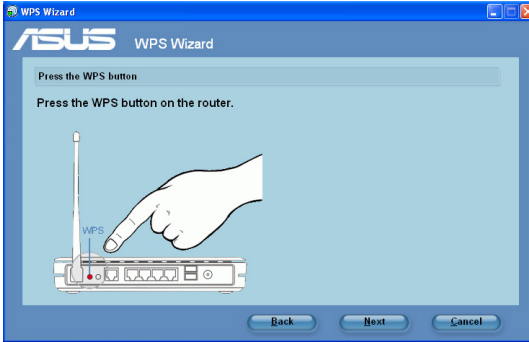 WPS Wizard
ASUS WPS Wizard
Press the WPS button
Press the WPS button on the router.
WPS
Back Next Cancel